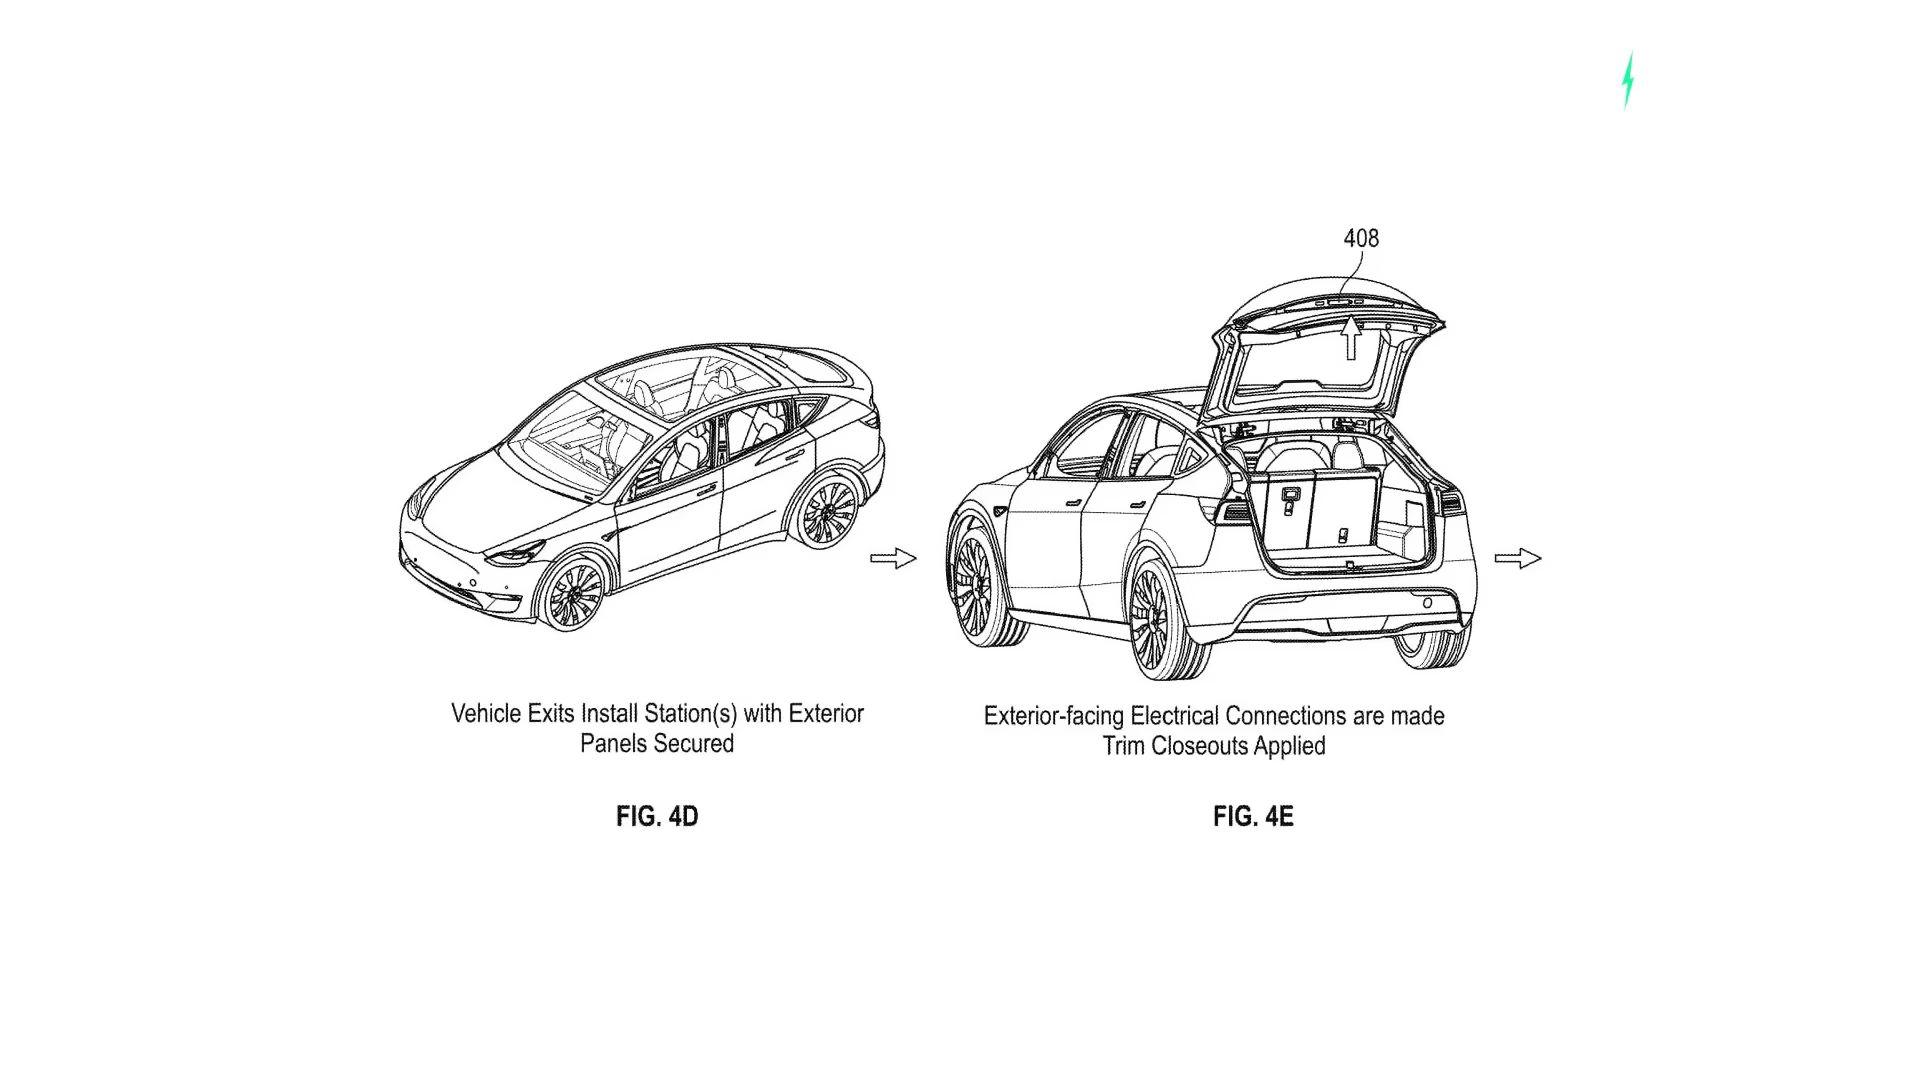 408
Vehicle Exits Install Station(s) with Exterior
Panels Secured
Exterior-facing Electrical Connections are made
Trim Closeouts Applied
FIG. 4D
FIG. 4E